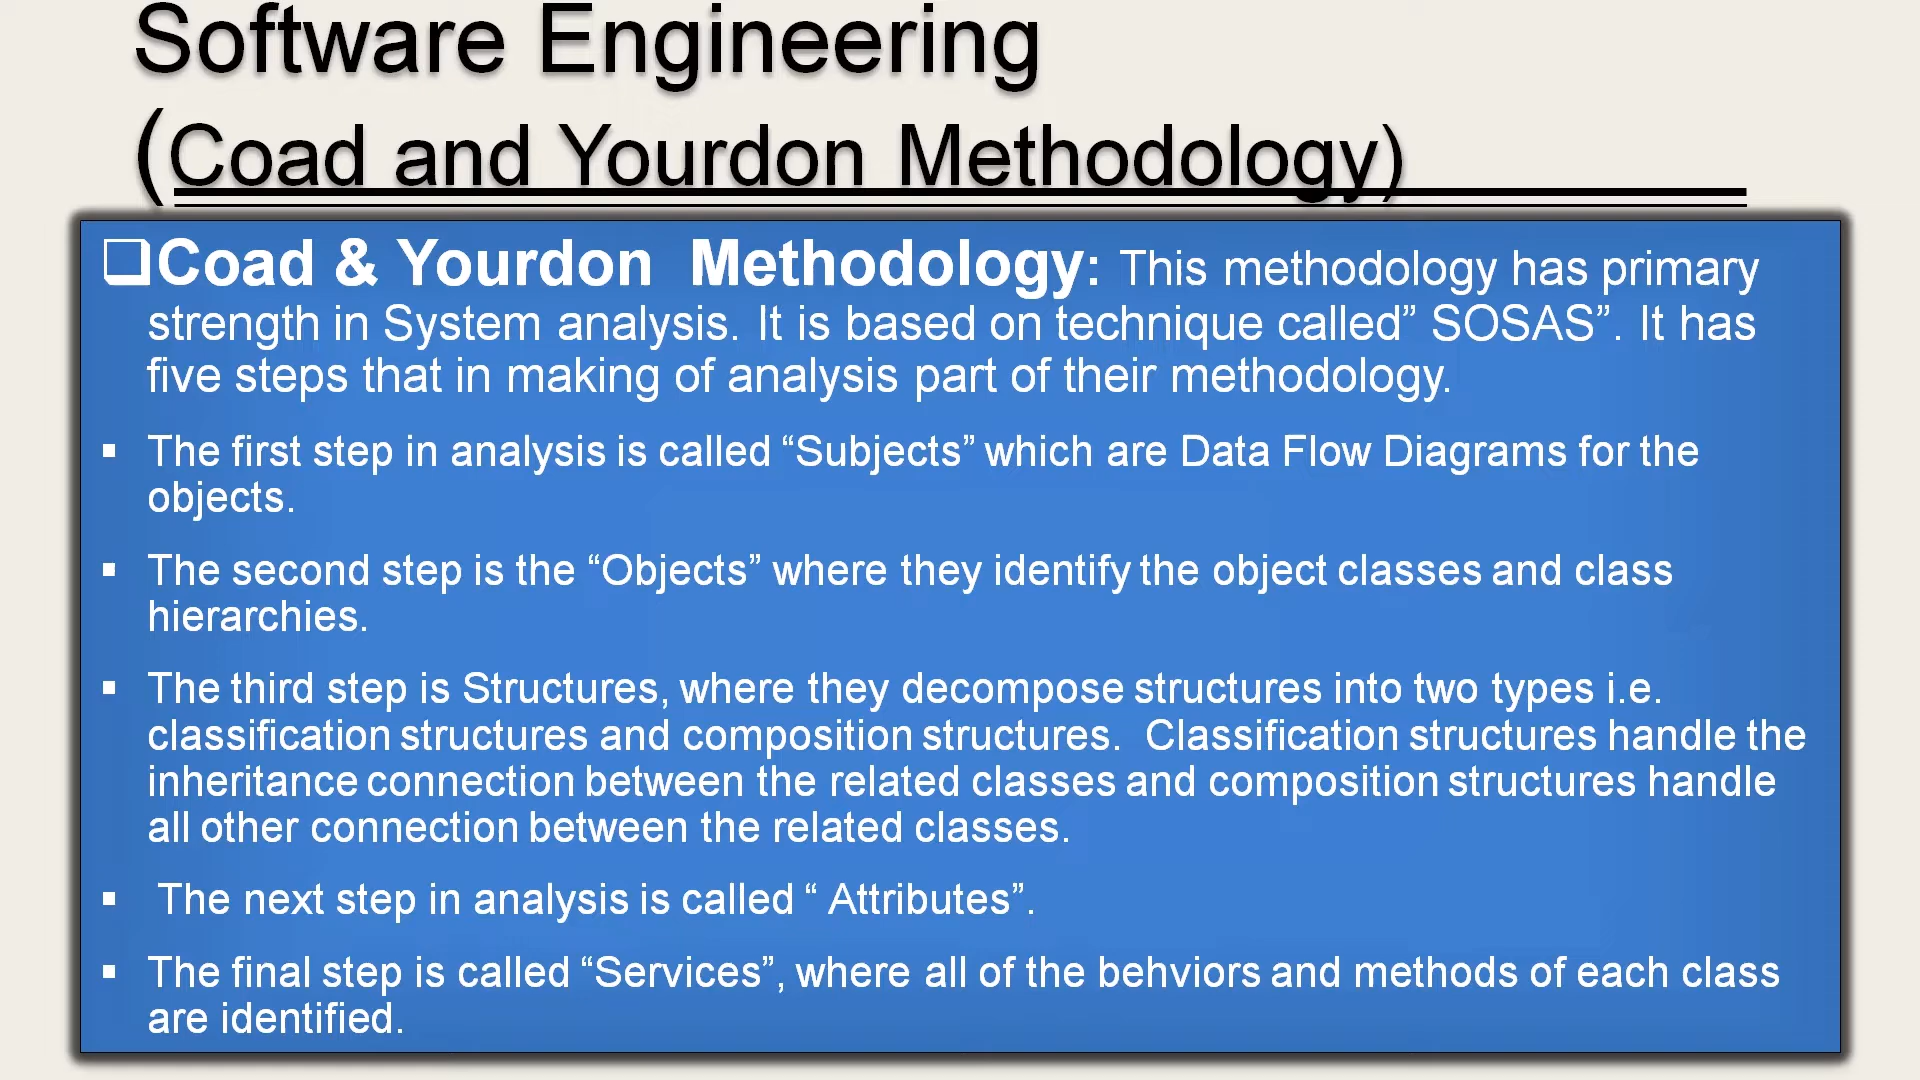 Software Engineering
(Coad and Yourdon Methodology)
❑Coad & Yourdon  Methodology: This methodology has primary
strength in System analysis. It is based on technique called” SOSAS”. It has
five steps that in making of analysis part of their methodology.
▪ The first step in analysis is called “Subjects” which are Data Flow Diagrams for the
objects.
▪ The second step is the “Objects” where they identify the object classes and class
hierarchies.
▪ The third step is Structures, where they decompose structures into two types i.e.
classification structures and composition structures.  Classification structures handle the
inheritance connection between the related classes and composition structures handle
all other connection between the related classes.
▪ The next step in analysis is called “ Attributes”.
▪ The final step is called “Services”, where all of the behviors and methods of each class
are identified.